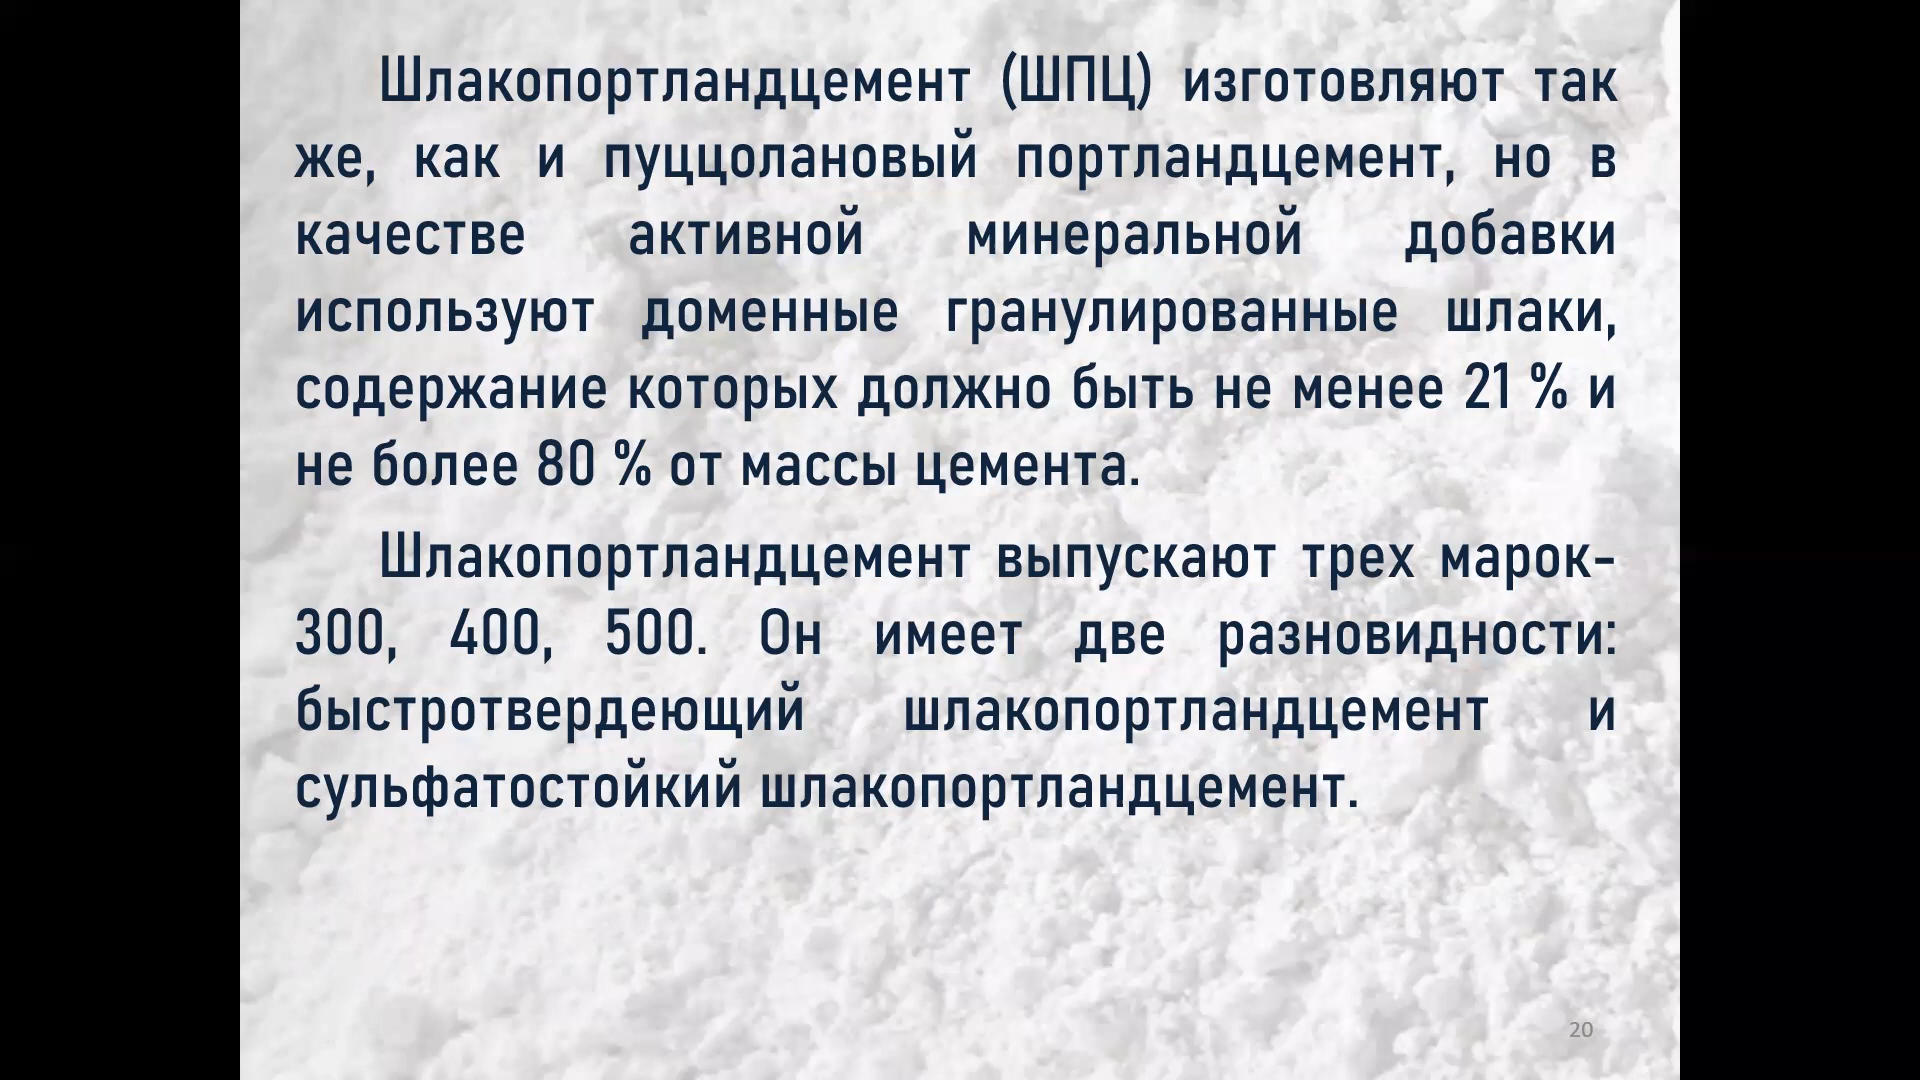 Шлакопортландцемент (ШПЦ) изготовляют так
же, как и пуццолановый портландцемент, но в
качестве активной минеральной добавки
используют доменные гранулированные шлаки,
содержание которых должно быть не менее 21 % и
не более 80 % от массы цемента.
Шлакопортландцемент выпускают трех марок-
300, 400, 500. Он имеет две разновидности:
быстротвердеющий шлакопортландцемент и
сульфатостойкий шлакопортландцемент.
20